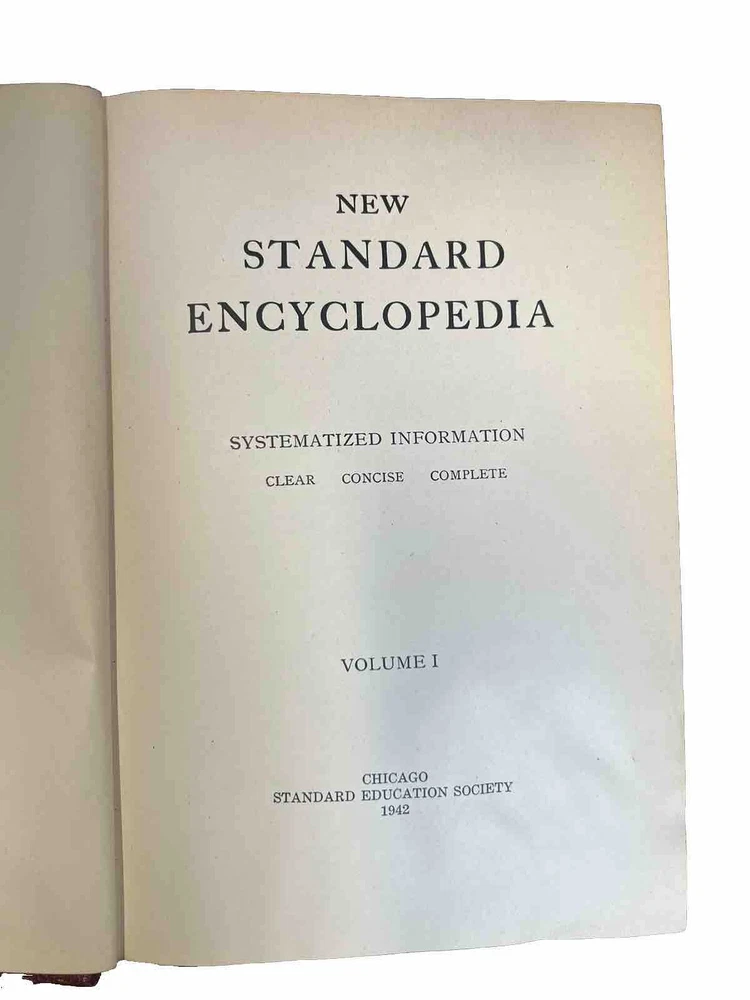 NEW
STANDARD
ENCYCLOPEDIA
SYSTEMATIZED INFORMATION
CLEAR CONCISE COMPLETE
VOLUME I
CHICAGO
STANDARD EDUCATION SOCIETY
1942